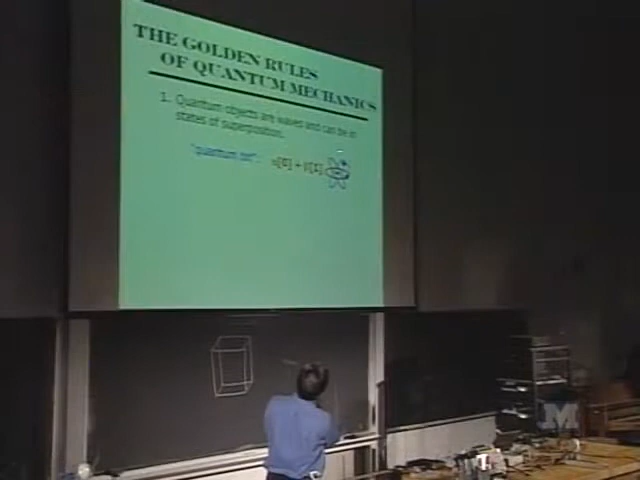 THE GOLDEN RULES
OF QUANTUM MECHANICS
1. Quantum objects are waves and can be in
states of superposition.
"quantum bit":
M